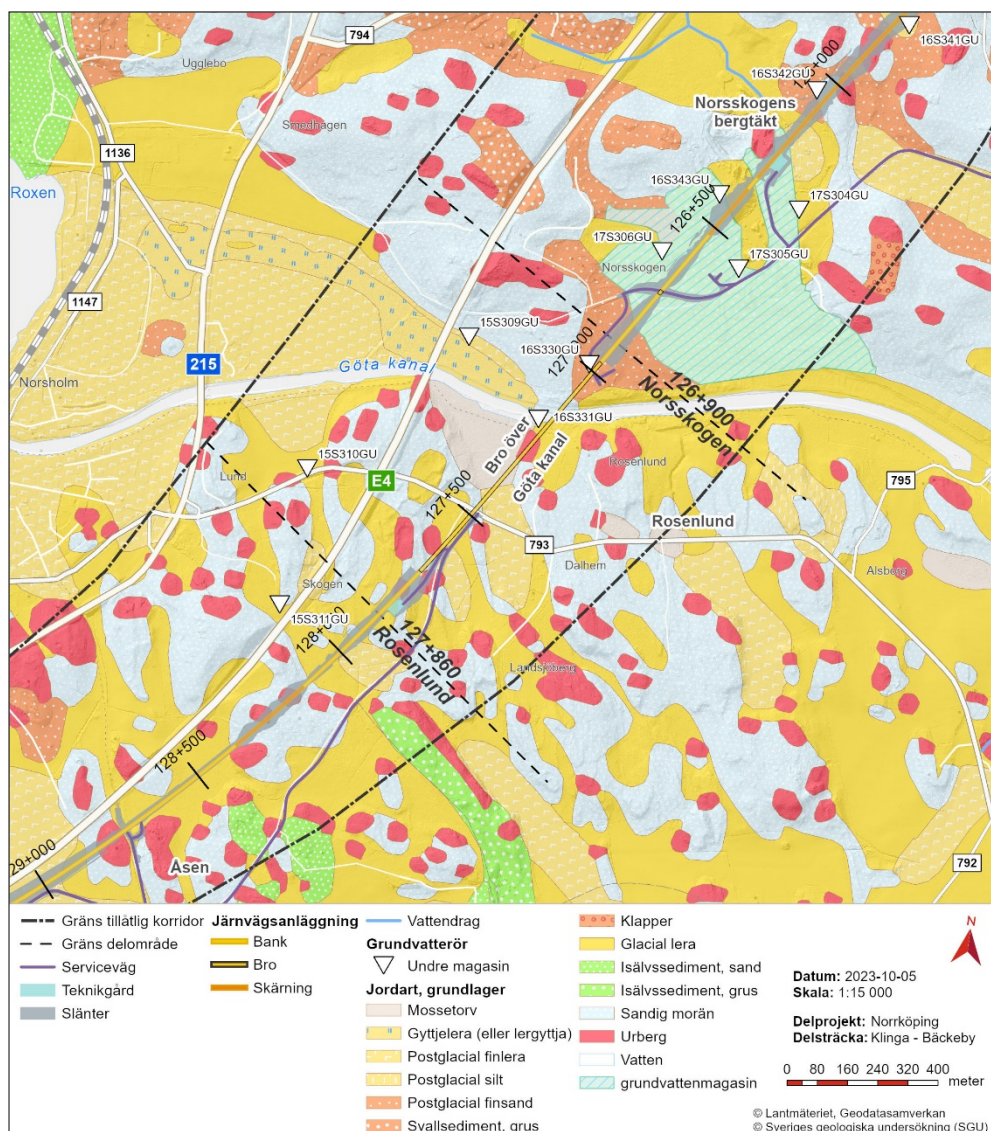 794
16S341GU
Ugglebo
16S342GU
Norsskogens
bergtäkt
Smedhagen
1136
Roxen
16S343GU
17S304GU
126+500
17S306GU
Norsskogen
17S305GU
1147
15S309GU
Göta kanal
16S330GU
215
Norsholm
126+900
Norsskogen
16S331GU
Bro över
Göta kanal
15S310GU
Lund
E4
Rosenlund
127+500
795
Rosenlund
793
Dalhem
Alsborg
Skogen
15S311GU
127+860
Rosenlund
Landsjöberg
128+500
Åsen
792
29+000
Gräns tillåtlig korridor
Gräns delområde
Serviceväg
Teknikgård
Slänter
Järnvägsanläggning
Bank
Bro
Skärning
Vattendrag
Grundvatterör
Undre magasin
Jordart, grundlager
Mossetorv
Gyttjelera (eller lergyttja)
Postglacial finlera
Postglacial silt
Postglacial finsand
Svallsediment, grus
Klapper
Glacial lera
Isälvssediment, sand
Isälvssediment, grus
Sandig morän
Urberg
Vatten
grundvattenmagasin
N
Datum: 2023-10-05
Skala: 1:15 000
Delprojekt: Norrköping
Delsträcka: Klinga - Bäckeby
0 80 160 240 320 400
meter
© Lantmäteriet, Geodatasamverkan
© Sveriges geologiska undersökning (SGU)